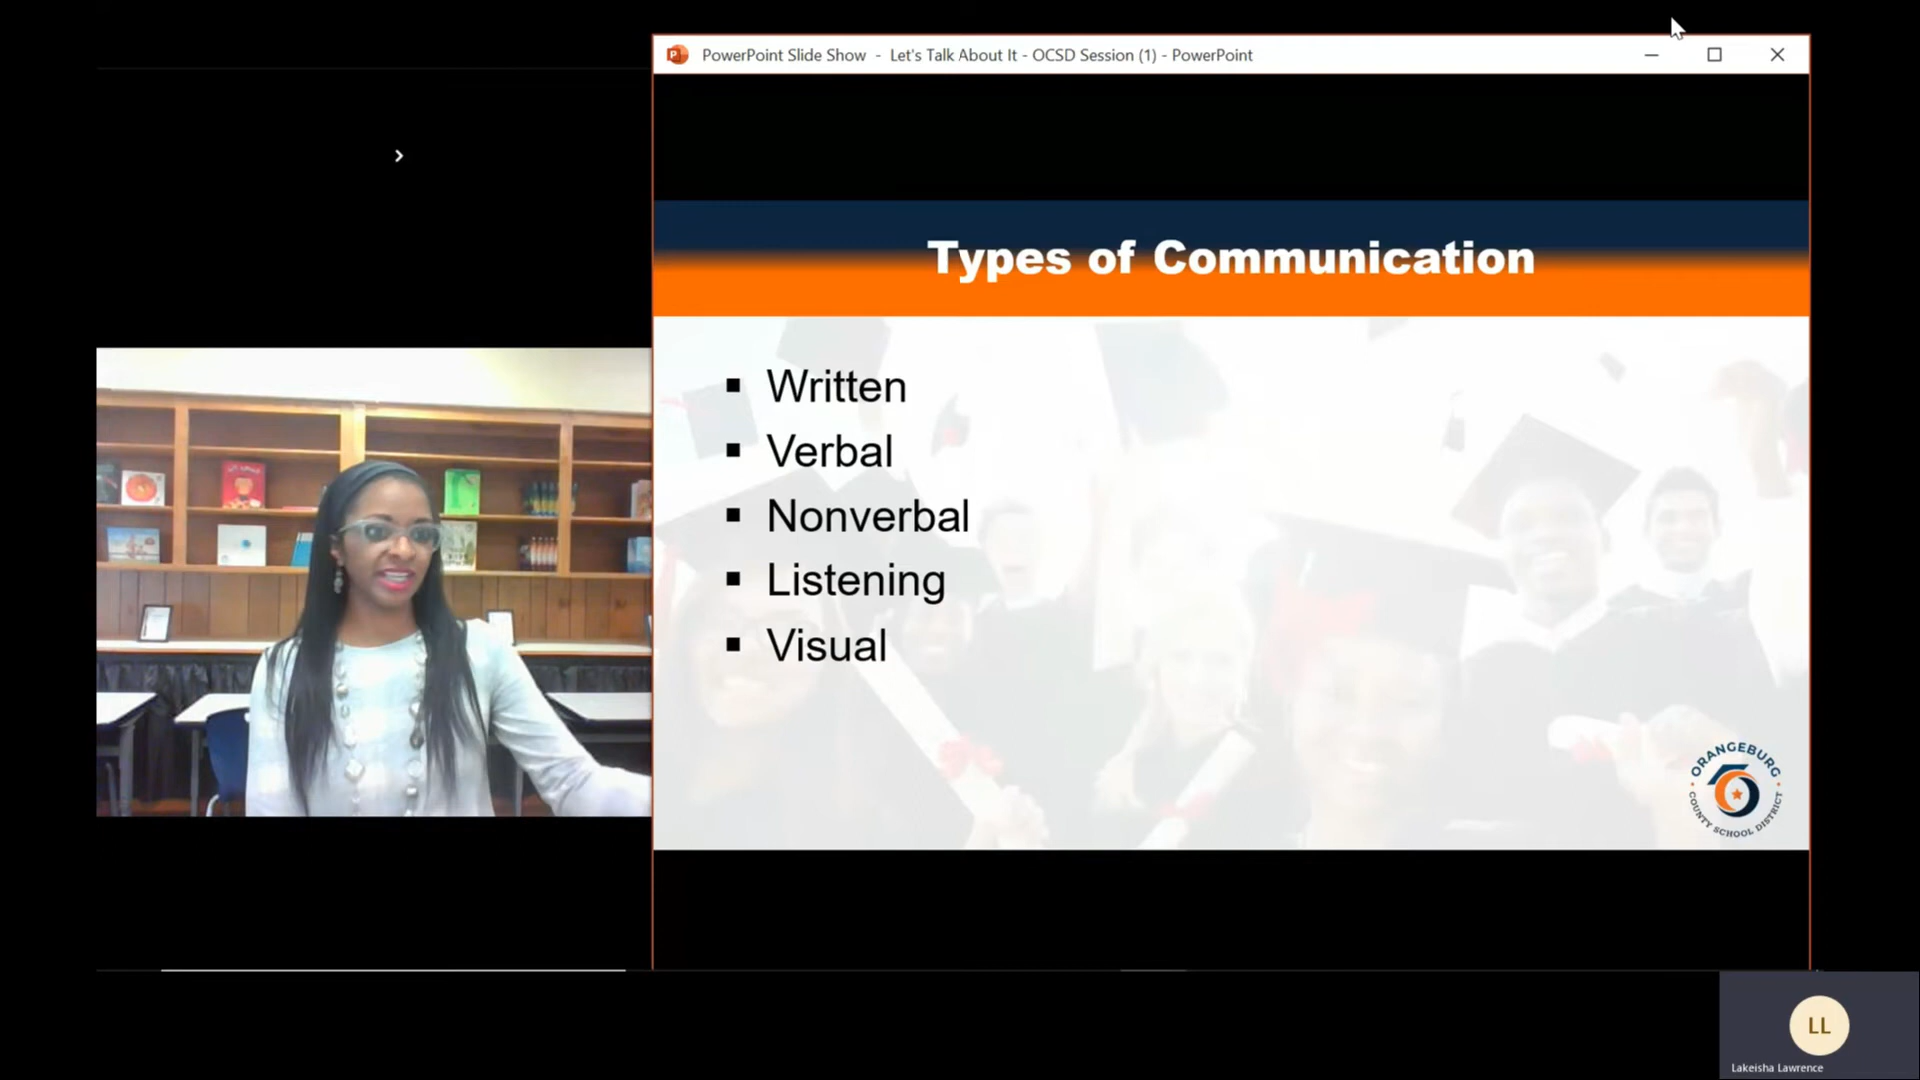 PowerPoint Slide Show - Let's Talk About It - OCSD Session (1) - PowerPoint
Types of Communication
▪ Written
▪ Verbal
▪ Nonverbal
▪ Listening
▪ Visual
ORANGEBURG
COUNTY SCHOOL DISTRICT
LL
Lakeisha Lawrence